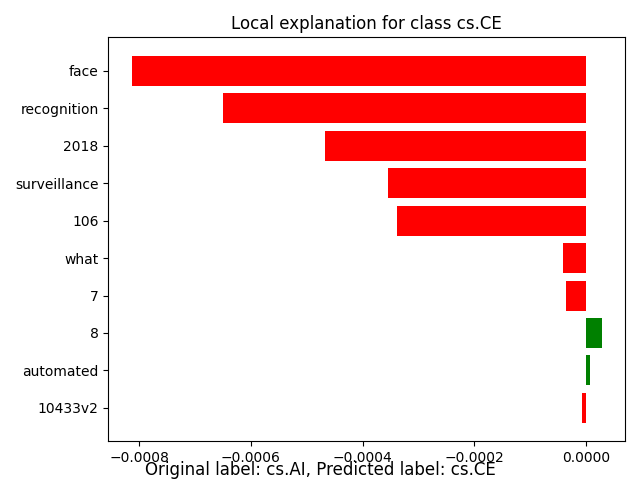 Local explanation for class cs.CE
face
recognition
2018
surveillance
106
what
7
8
automated
10433v2
−0.0008 −0.0006 −0.0004 −0.0002 0.0000
Original label: cs.AI, Predicted label: cs.CE